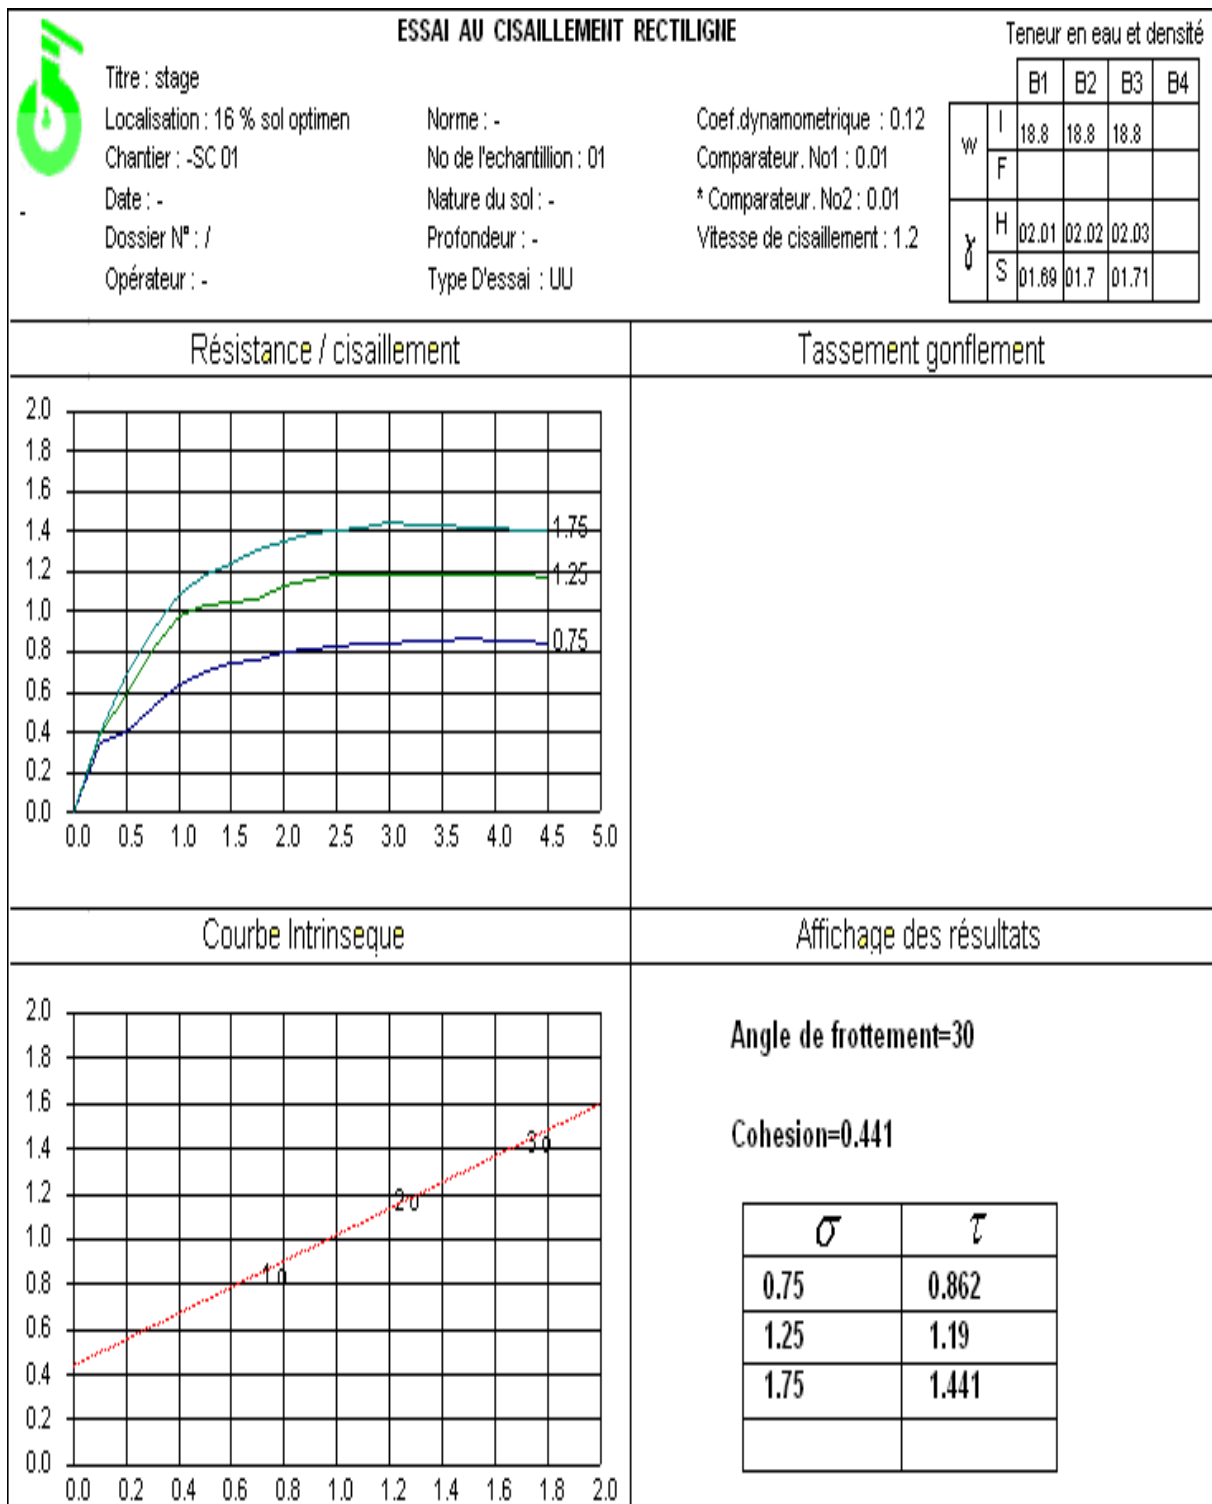 ESSAI AU CISAILLEMENT RECTILIGNE
Teneur en eau et densité
Titre : stage
Localisation : 16 % sol optimen
Chantier : -SC 01
Date : -
Dossier N° : /
Opérateur : -
Norme : -
No de l'echantillion : 01
Nature du sol : -
Profondeur : -
Type D'essai : UU
Coef.dynamometrique : 0.12
Comparateur. No1 : 0.01
* Comparateur. No2 : 0.01
Vitesse de cisaillement : 1.2
B1 B2 B3 B4
W I 18.8 18.8 18.8
F
γ H 02.01 02.02 02.03
S 01.69 01.7 01.71
-
Résistance / cisaillement
2.0
1.8
1.6
1.4
1.2
1.0
0.8
0.6
0.4
0.2
0.0
1.75
1.25
0.75
0.0 0.5 1.0 1.5 2.0 2.5 3.0 3.5 4.0 4.5 5.0
Tassement gonflement
Courbe Intrinseque
2.0
1.8
1.6
1.4
1.2
1.0
0.8
0.6
0.4
0.2
0.0
3 o
2 o
1 o
0.0 0.2 0.4 0.6 0.8 1.0 1.2 1.4 1.6 1.8 2.0
Affichage des résultats
Angle de frottement=30
Cohesion=0.441
σ τ
0.75 0.862
1.25 1.19
1.75 1.441